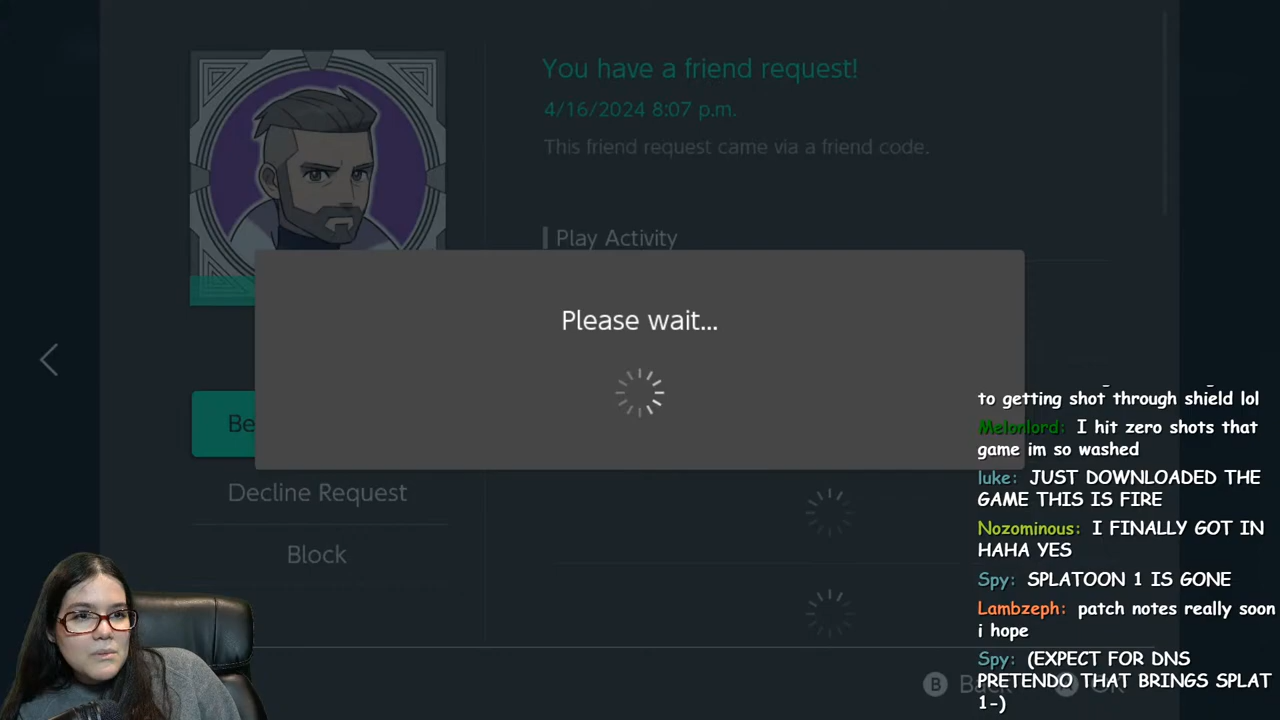 You have a friend request!
4/16/2024 8:07 p.m.
This friend request came via a friend code.
Play Activity
Please wait...
Be
Decline Request
Block
to getting shot through shield lol
Melonlord: I hit zero shots that
game im so washed
luke: JUST DOWNLOADED THE
GAME THIS IS FIRE
Nozominous: I FINALLY GOT IN
HAHA YES
Spy: SPLATOON 1 IS GONE
Lambzeph: patch notes really soon
i hope
Spy: (EXPECT FOR DNS
PRETENDO THAT BRINGS SPLAT
1-)
B